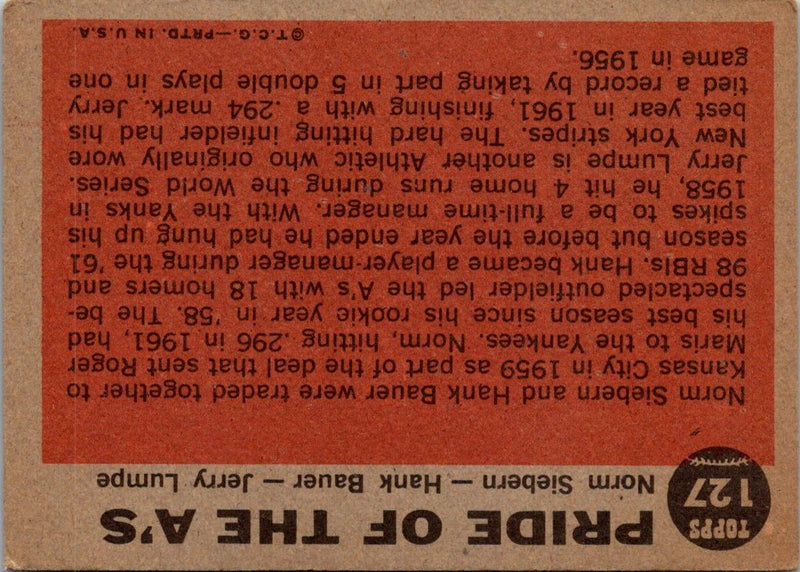 TOPPS
127
PRIDE OF THE A'S
Norm Siebern — Hank Bauer — Jerry Lumpe
Norm Siebern and Hank Bauer were traded together to
Kansas City in 1959 as part of the deal that sent Roger
Maris to the Yankees. Norm, hitting .296 in 1961, had
his best season since his rookie year in '58. The be-
spectacled outfielder led the A's with 18 homers and
98 RBIs. Hank became a player-manager during the '61
season but before the year ended he had hung up his
spikes to be a full-time manager. With the Yanks in
1958, he hit 4 home runs during the World Series.
Jerry Lumpe is another Athletic who originally wore
New York stripes. The hard hitting infielder had his
best year in 1961, finishing with a .294 mark. Jerry
tied a record by taking part in 5 double plays in one
game in 1956.
©T.C.G.—PRTD. IN U.S.A.